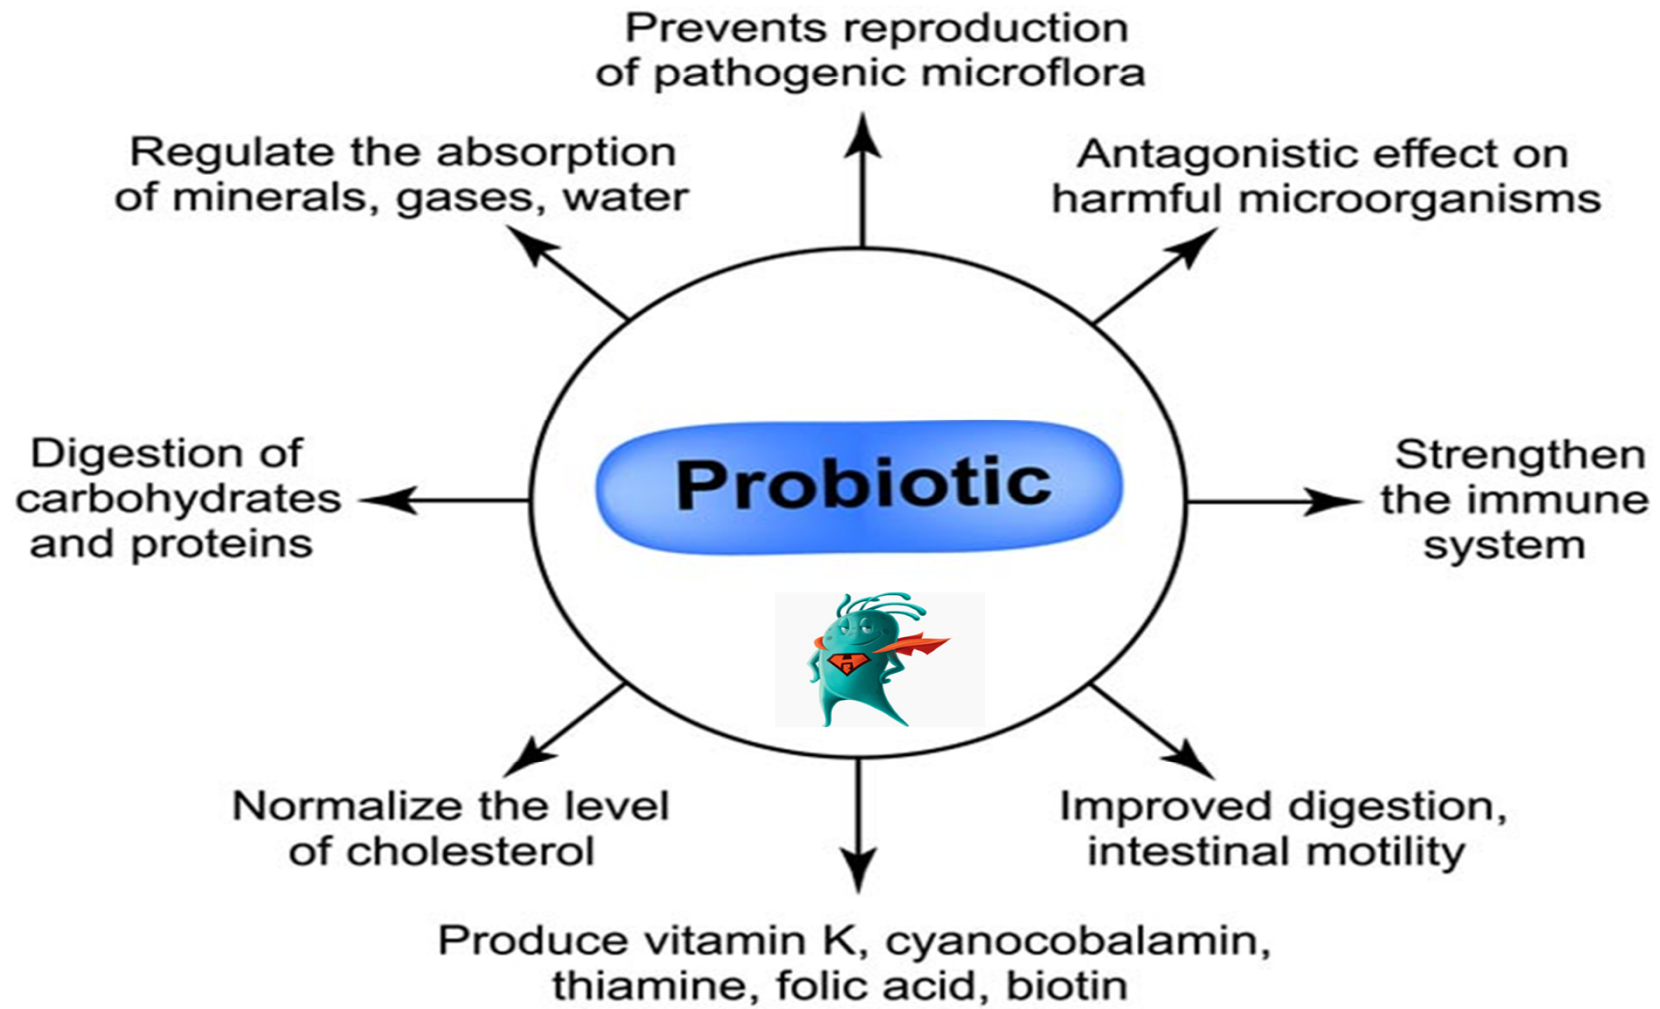 Prevents reproduction
of pathogenic microflora
Regulate the absorption
of minerals, gases, water
Antagonistic effect on
harmful microorganisms
Digestion of
carbohydrates
and proteins
Probiotic
Strengthen
the immune
system
Normalize the level
of cholesterol
Improved digestion,
intestinal motility
Produce vitamin K, cyanocobalamin,
thiamine, folic acid, biotin